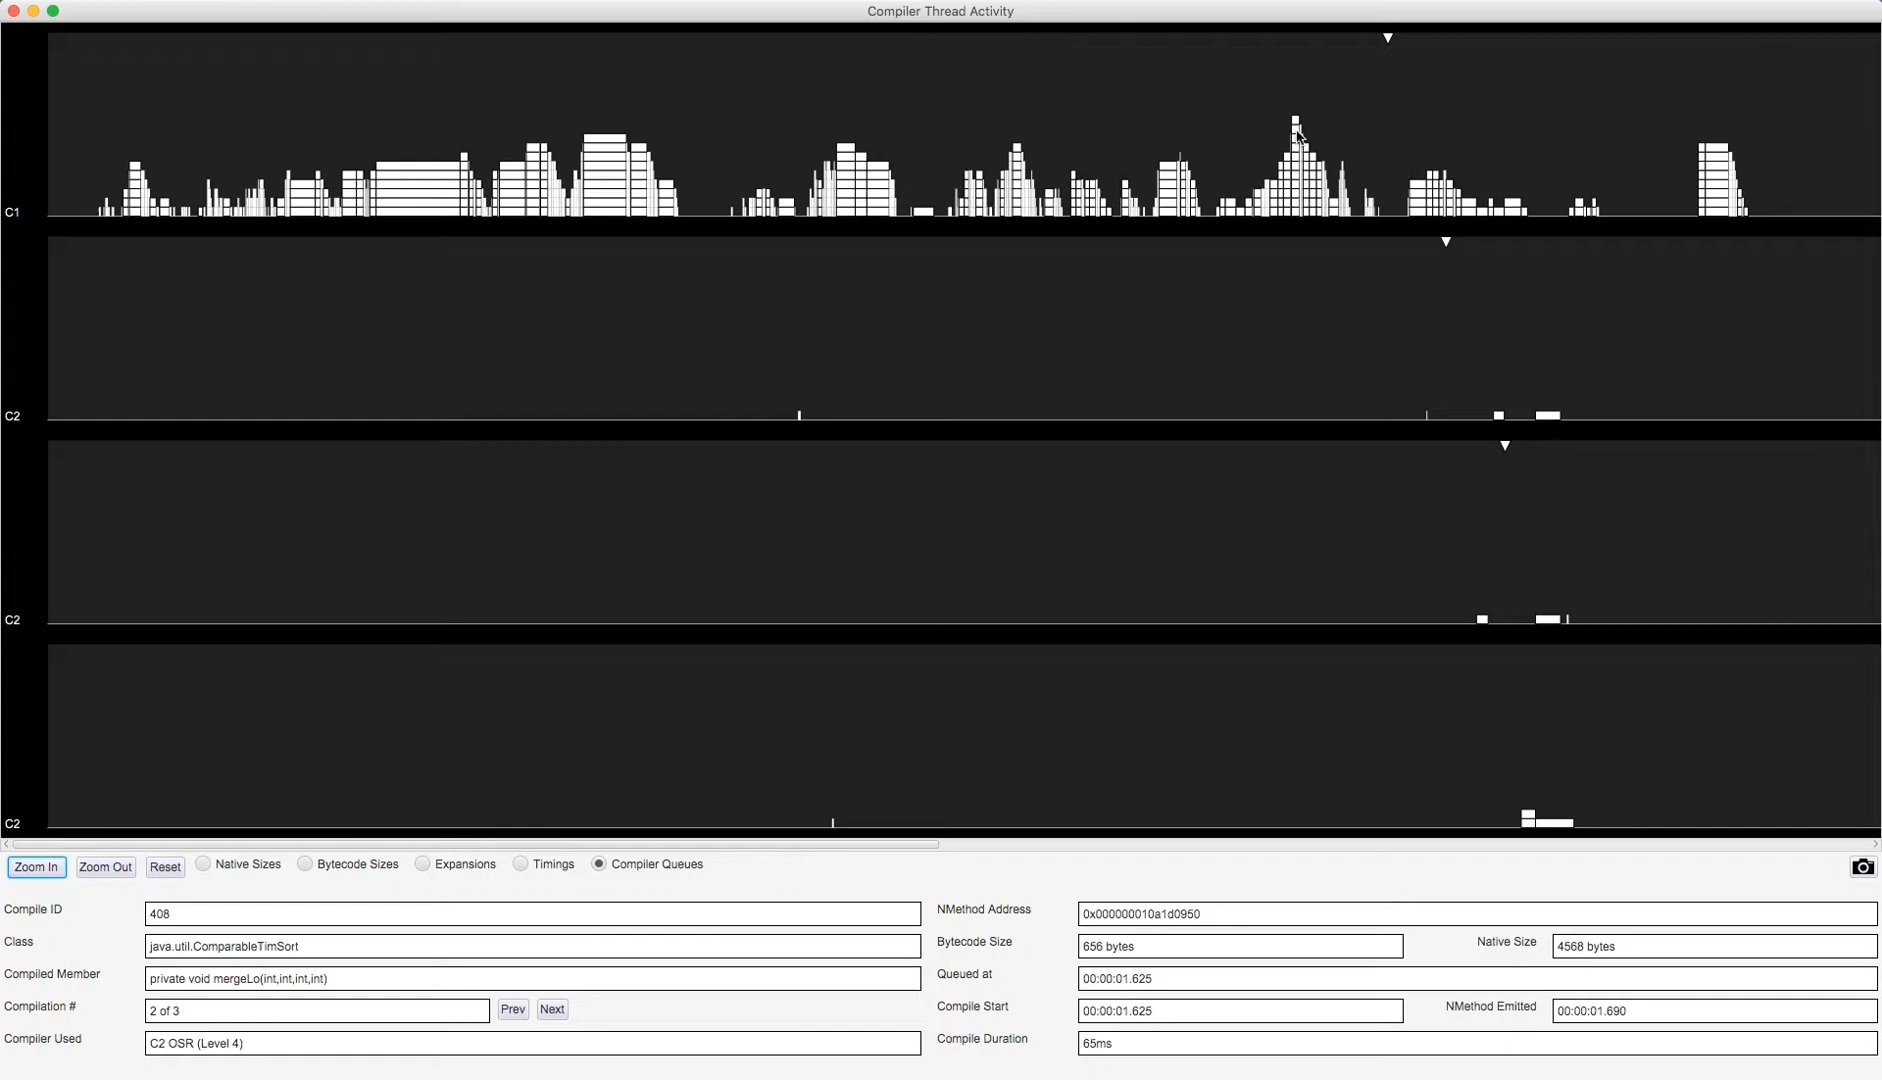 Compiler Thread Activity
C1
C2
C2
C2
Zoom In Zoom Out Reset Native Sizes Bytecode Sizes Expansions Timings Compiler Queues
Compile ID 408 NMethod Address 0x000000010a1d0950
Class java.util.ComparableTimSort Bytecode Size 656 bytes Native Size 4568 bytes
Compiled Member private void mergeLo(int,int,int,int) Queued at 00:00:01.625
Compilation # 2 of 3 Prev Next Compile Start 00:00:01.625 NMethod Emitted 00:00:01.690
Compiler Used C2 OSR (Level 4) Compile Duration 65ms